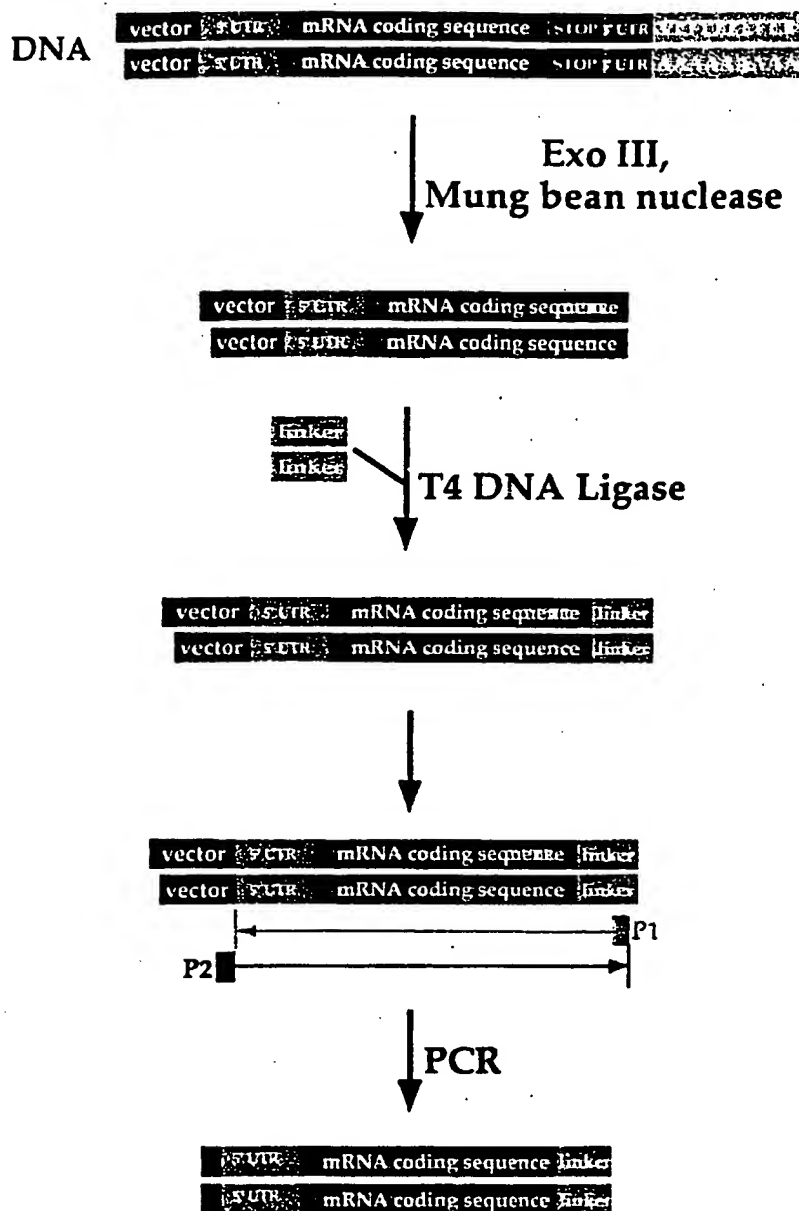 DNA
vector 5'UTR mRNA coding sequence STOP 3'UTR
vector 5'UTR mRNA coding sequence STOP 3'UTR
Exo III,
Mung bean nuclease
vector 5'UTR mRNA coding sequence
vector 5'UTR mRNA coding sequence
linker
linker
T4 DNA Ligase
vector 5'UTR mRNA coding sequence linker
vector 5'UTR mRNA coding sequence linker
vector 5'UTR mRNA coding sequence linker
vector 5'UTR mRNA coding sequence linker
P1
P2
PCR
5'UTR mRNA coding sequence linker
5'UTR mRNA coding sequence linker